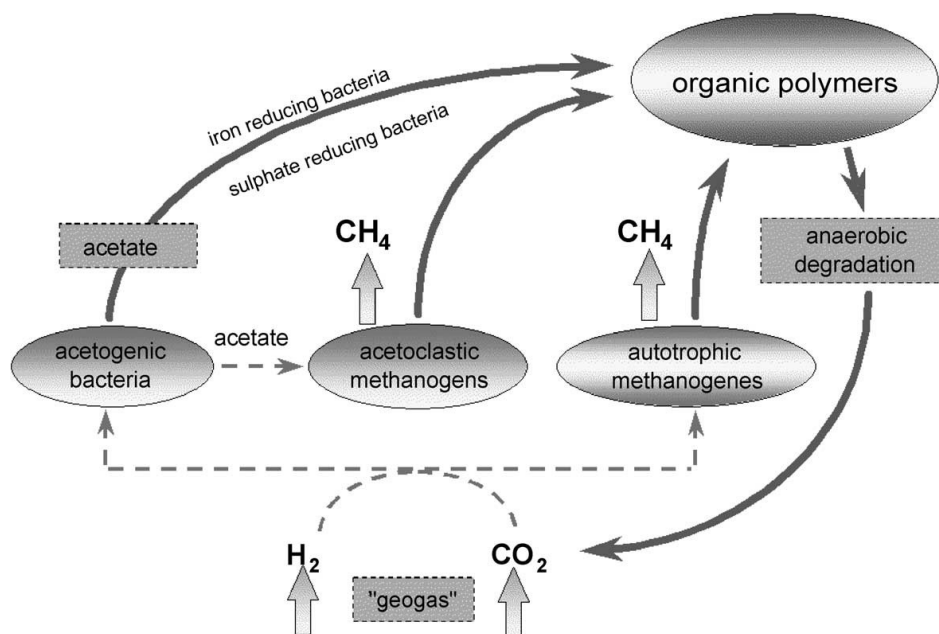 organic polymers
iron reducing bacteria
sulphate reducing bacteria
acetate
CH₄
CH₄
anaerobic
degradation
acetogenic
bacteria
acetate
acetoclastic
methanogens
autotrophic
methanogenes
H₂
CO₂
"geogas"